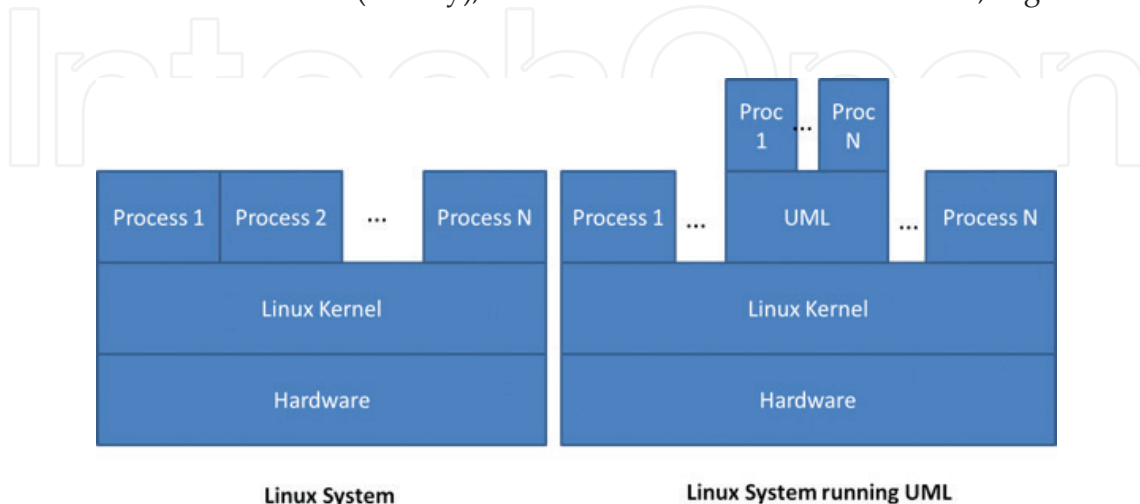 IntechOpen
Proc 1 ... Proc N
Process 1 Process 2 ... Process N
Process 1 ... UML ... Process N
Linux Kernel
Linux Kernel
Hardware
Hardware
Linux System
Linux System running UML